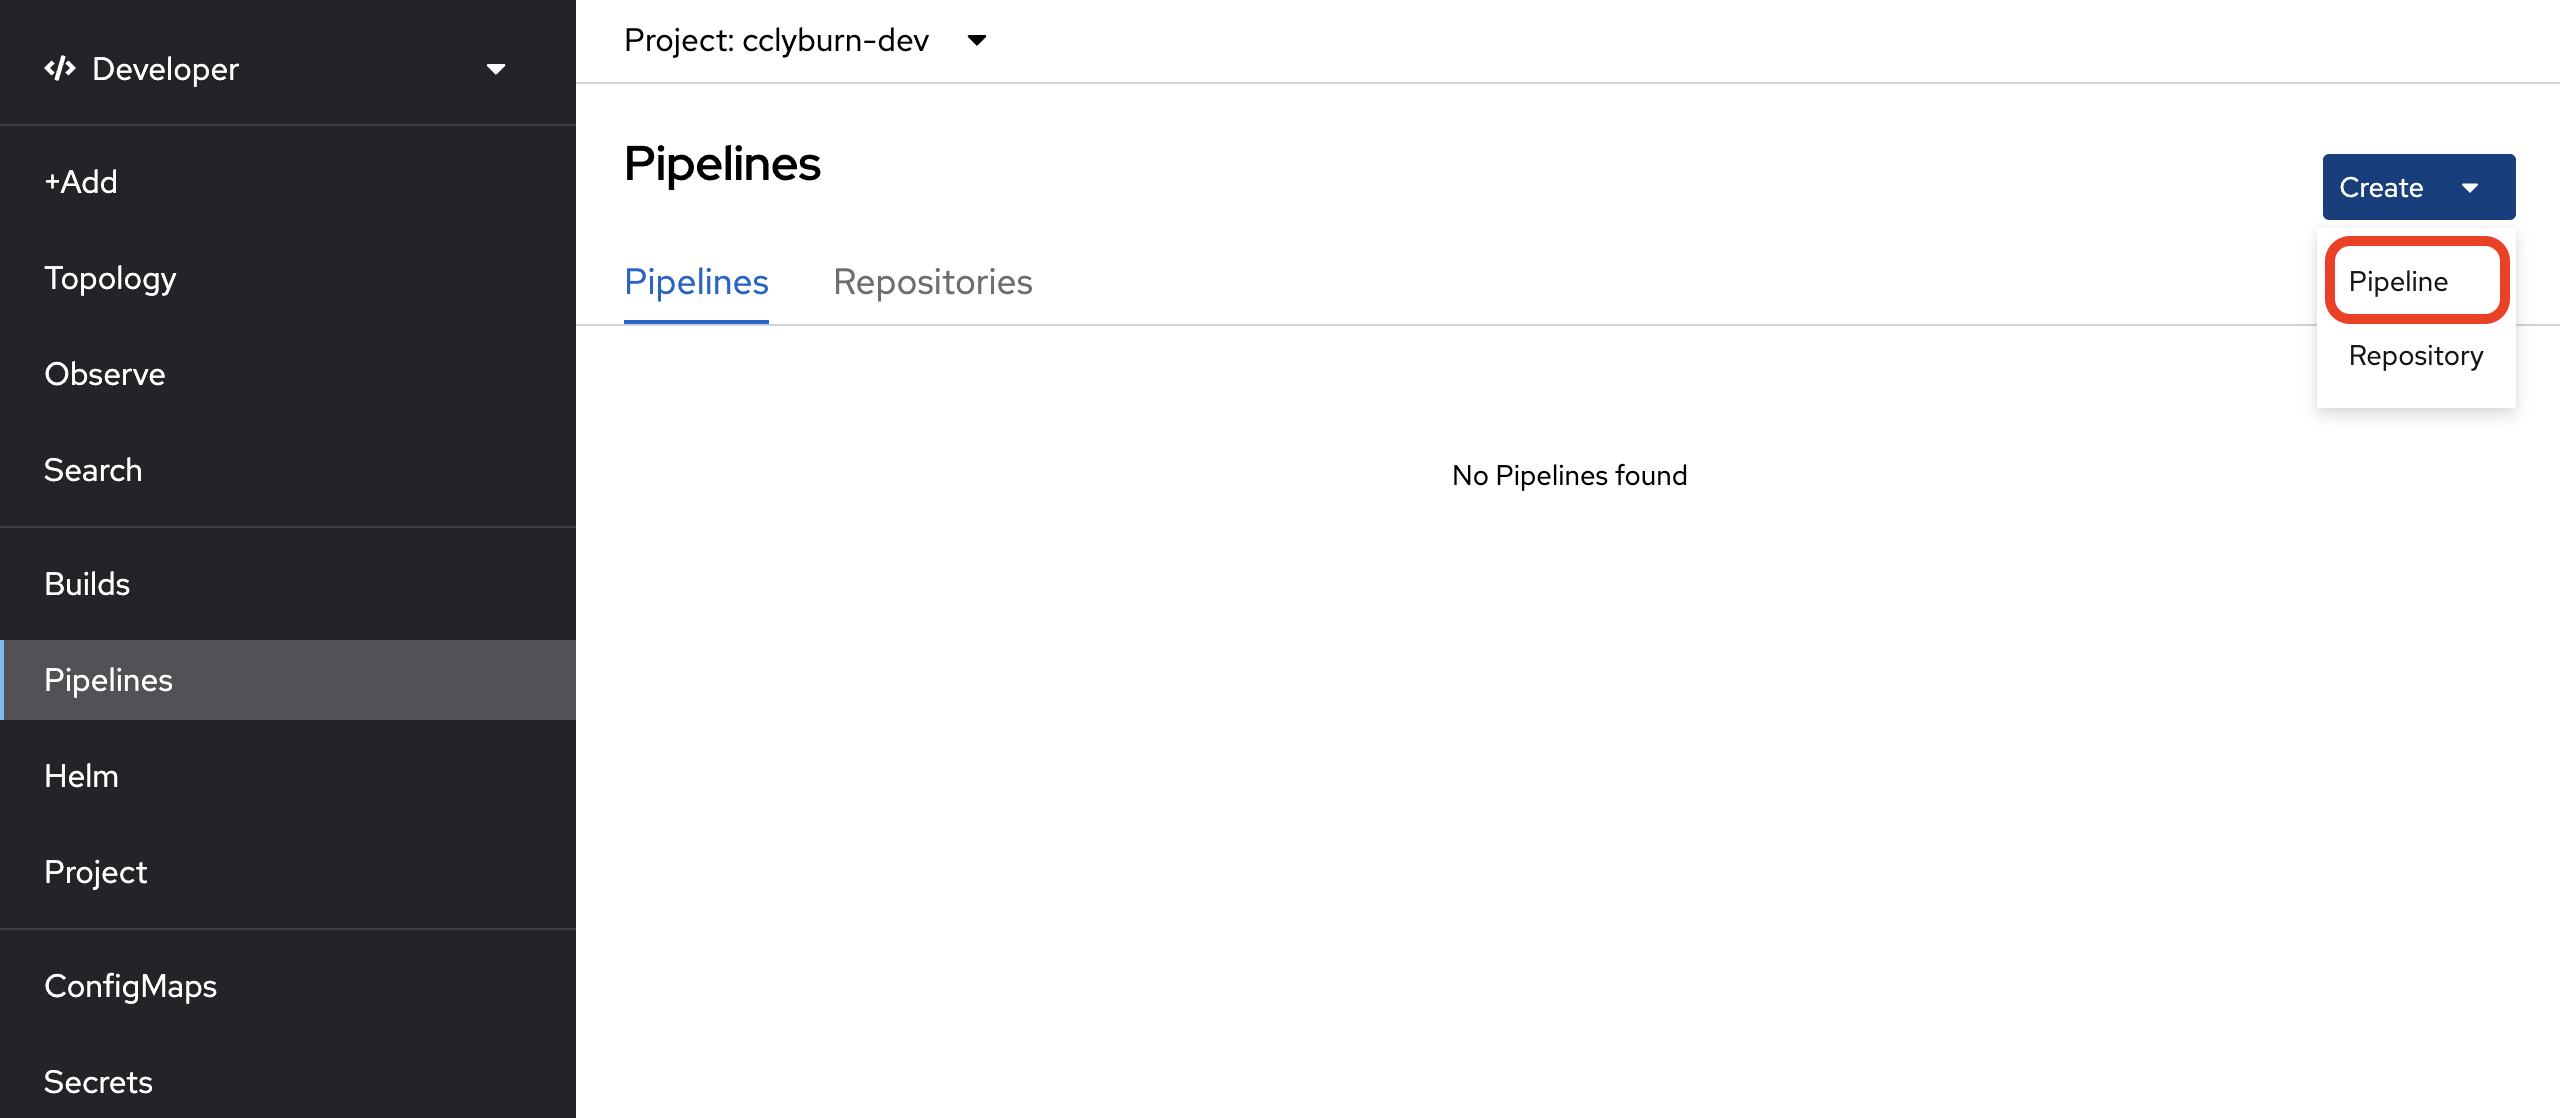 </> Developer
+Add
Topology
Observe
Search
Builds
Pipelines
Helm
Project
ConfigMaps
Secrets
Project: cclyburn-dev
Pipelines
Create
Pipeline
Repository
Pipelines Repositories
No Pipelines found